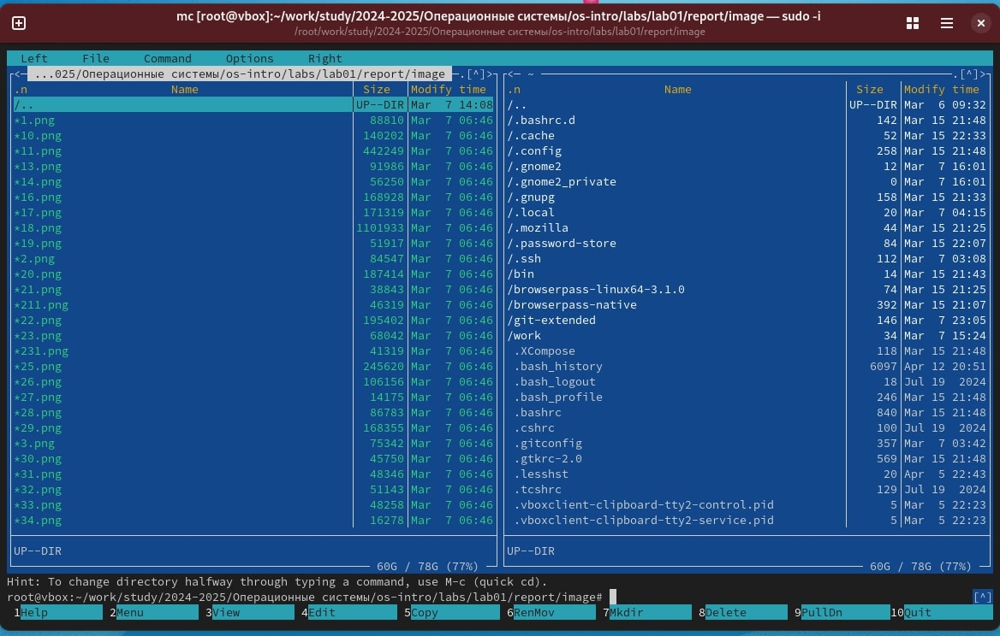 mc [root@vbox]:~/work/study/2024-2025/Операционные системы/os-intro/labs/lab01/report/image — sudo -i
/root/work/study/2024-2025/Операционные системы/os-intro/labs/lab01/report/image
Left File Command Options Right
<— ...025/Операционные системы/os-intro/labs/lab01/report/image —.[^]>
.n Name Size Modify time
/.. UP--DIR Mar 7 14:08
*1.png 88810 Mar 7 06:46
*10.png 140202 Mar 7 06:46
*11.png 442249 Mar 7 06:46
*13.png 91986 Mar 7 06:46
*14.png 56250 Mar 7 06:46
*16.png 168928 Mar 7 06:46
*17.png 171319 Mar 7 06:46
*18.png 1101933 Mar 7 06:46
*19.png 51917 Mar 7 06:46
*2.png 84547 Mar 7 06:46
*20.png 187414 Mar 7 06:46
*21.png 38843 Mar 7 06:46
*211.png 46319 Mar 7 06:46
*22.png 195402 Mar 7 06:46
*23.png 68042 Mar 7 06:46
*231.png 41319 Mar 7 06:46
*25.png 245620 Mar 7 06:46
*26.png 106156 Mar 7 06:46
*27.png 14175 Mar 7 06:46
*28.png 86783 Mar 7 06:46
*29.png 168355 Mar 7 06:46
*3.png 75342 Mar 7 06:46
*30.png 45750 Mar 7 06:46
*31.png 48346 Mar 7 06:46
*32.png 51143 Mar 7 06:46
*33.png 48258 Mar 7 06:46
*34.png 16278 Mar 7 06:46
UP--DIR
60G / 78G (77%)
<— ~ —.[^]>
.n Name Size Modify time
/.. UP--DIR Mar 6 09:32
/.bashrc.d 142 Mar 15 21:48
/.cache 52 Mar 15 22:33
/.config 258 Mar 15 21:48
/.gnome2 12 Mar 7 16:01
/.gnome2_private 0 Mar 7 16:01
/.gnupg 158 Mar 15 21:33
/.local 20 Mar 7 04:15
/.mozilla 44 Mar 15 21:25
/.password-store 84 Mar 15 22:07
/.ssh 112 Mar 7 03:08
/bin 14 Mar 15 21:43
/browserpass-linux64-3.1.0 74 Mar 15 21:25
/browserpass-native 392 Mar 15 21:07
/git-extended 146 Mar 7 23:05
/work 34 Mar 7 15:24
.XCompose 118 Mar 15 21:48
.bash_history 6097 Apr 12 20:51
.bash_logout 18 Jul 19 2024
.bash_profile 246 Mar 15 21:48
.bashrc 840 Mar 15 21:48
.cshrc 100 Jul 19 2024
.gitconfig 357 Mar 7 03:42
.gtkrc-2.0 569 Mar 15 21:48
.lesshst 20 Apr 5 22:43
.tcshrc 129 Jul 19 2024
.vboxclient-clipboard-tty2-control.pid 5 Mar 5 22:23
.vboxclient-clipboard-tty2-service.pid 5 Mar 5 22:23
UP--DIR
60G / 78G (77%)
Hint: To change directory halfway through typing a command, use M-c (quick cd).
root@vbox:~/work/study/2024-2025/Операционные системы/os-intro/labs/lab01/report/image# [^]
1Help 2Menu 3View 4Edit 5Copy 6RenMov 7Mkdir 8Delete 9PullDn 10Quit